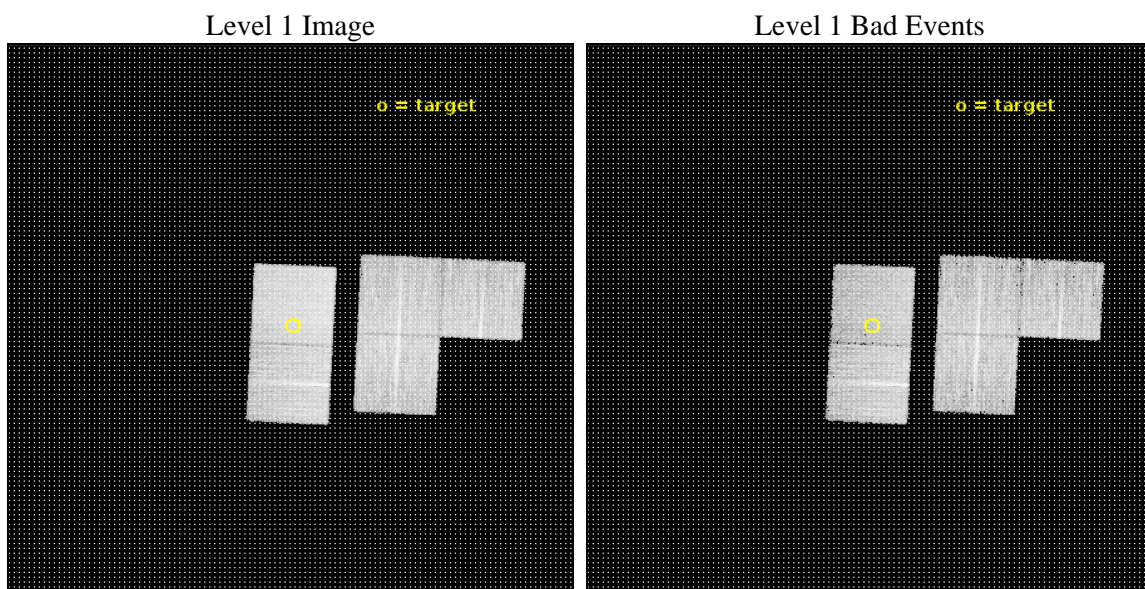 Level 1 Image
Level 1 Bad Events
o = target
o = target